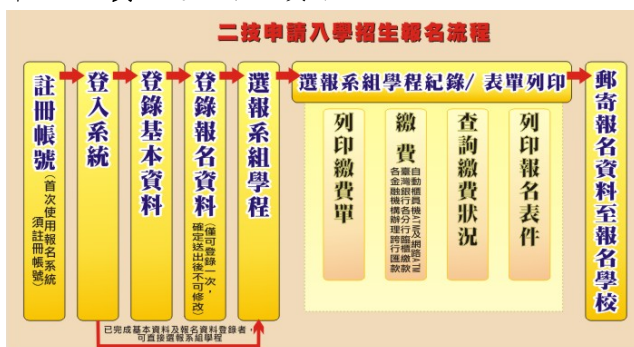 二技申請入學招生報名流程
註冊帳號
(首次使用報名系統
須註冊帳號)
登入系統
登錄基本資料
登錄報名資料
(僅可登錄一次，
確定送出後不可修改)
選報系組學程
選報系組學程紀錄/ 表單列印
列印繳費單
繳費
自動櫃員機ATM及網路ATM
臺灣銀行各分行臨櫃繳款
各金融機構辦理跨行匯款
查詢繳費狀況
列印報名表件
郵寄報名資料至報名學校
已完成基本資料及報名資料登錄者，
可直接選報系組學程